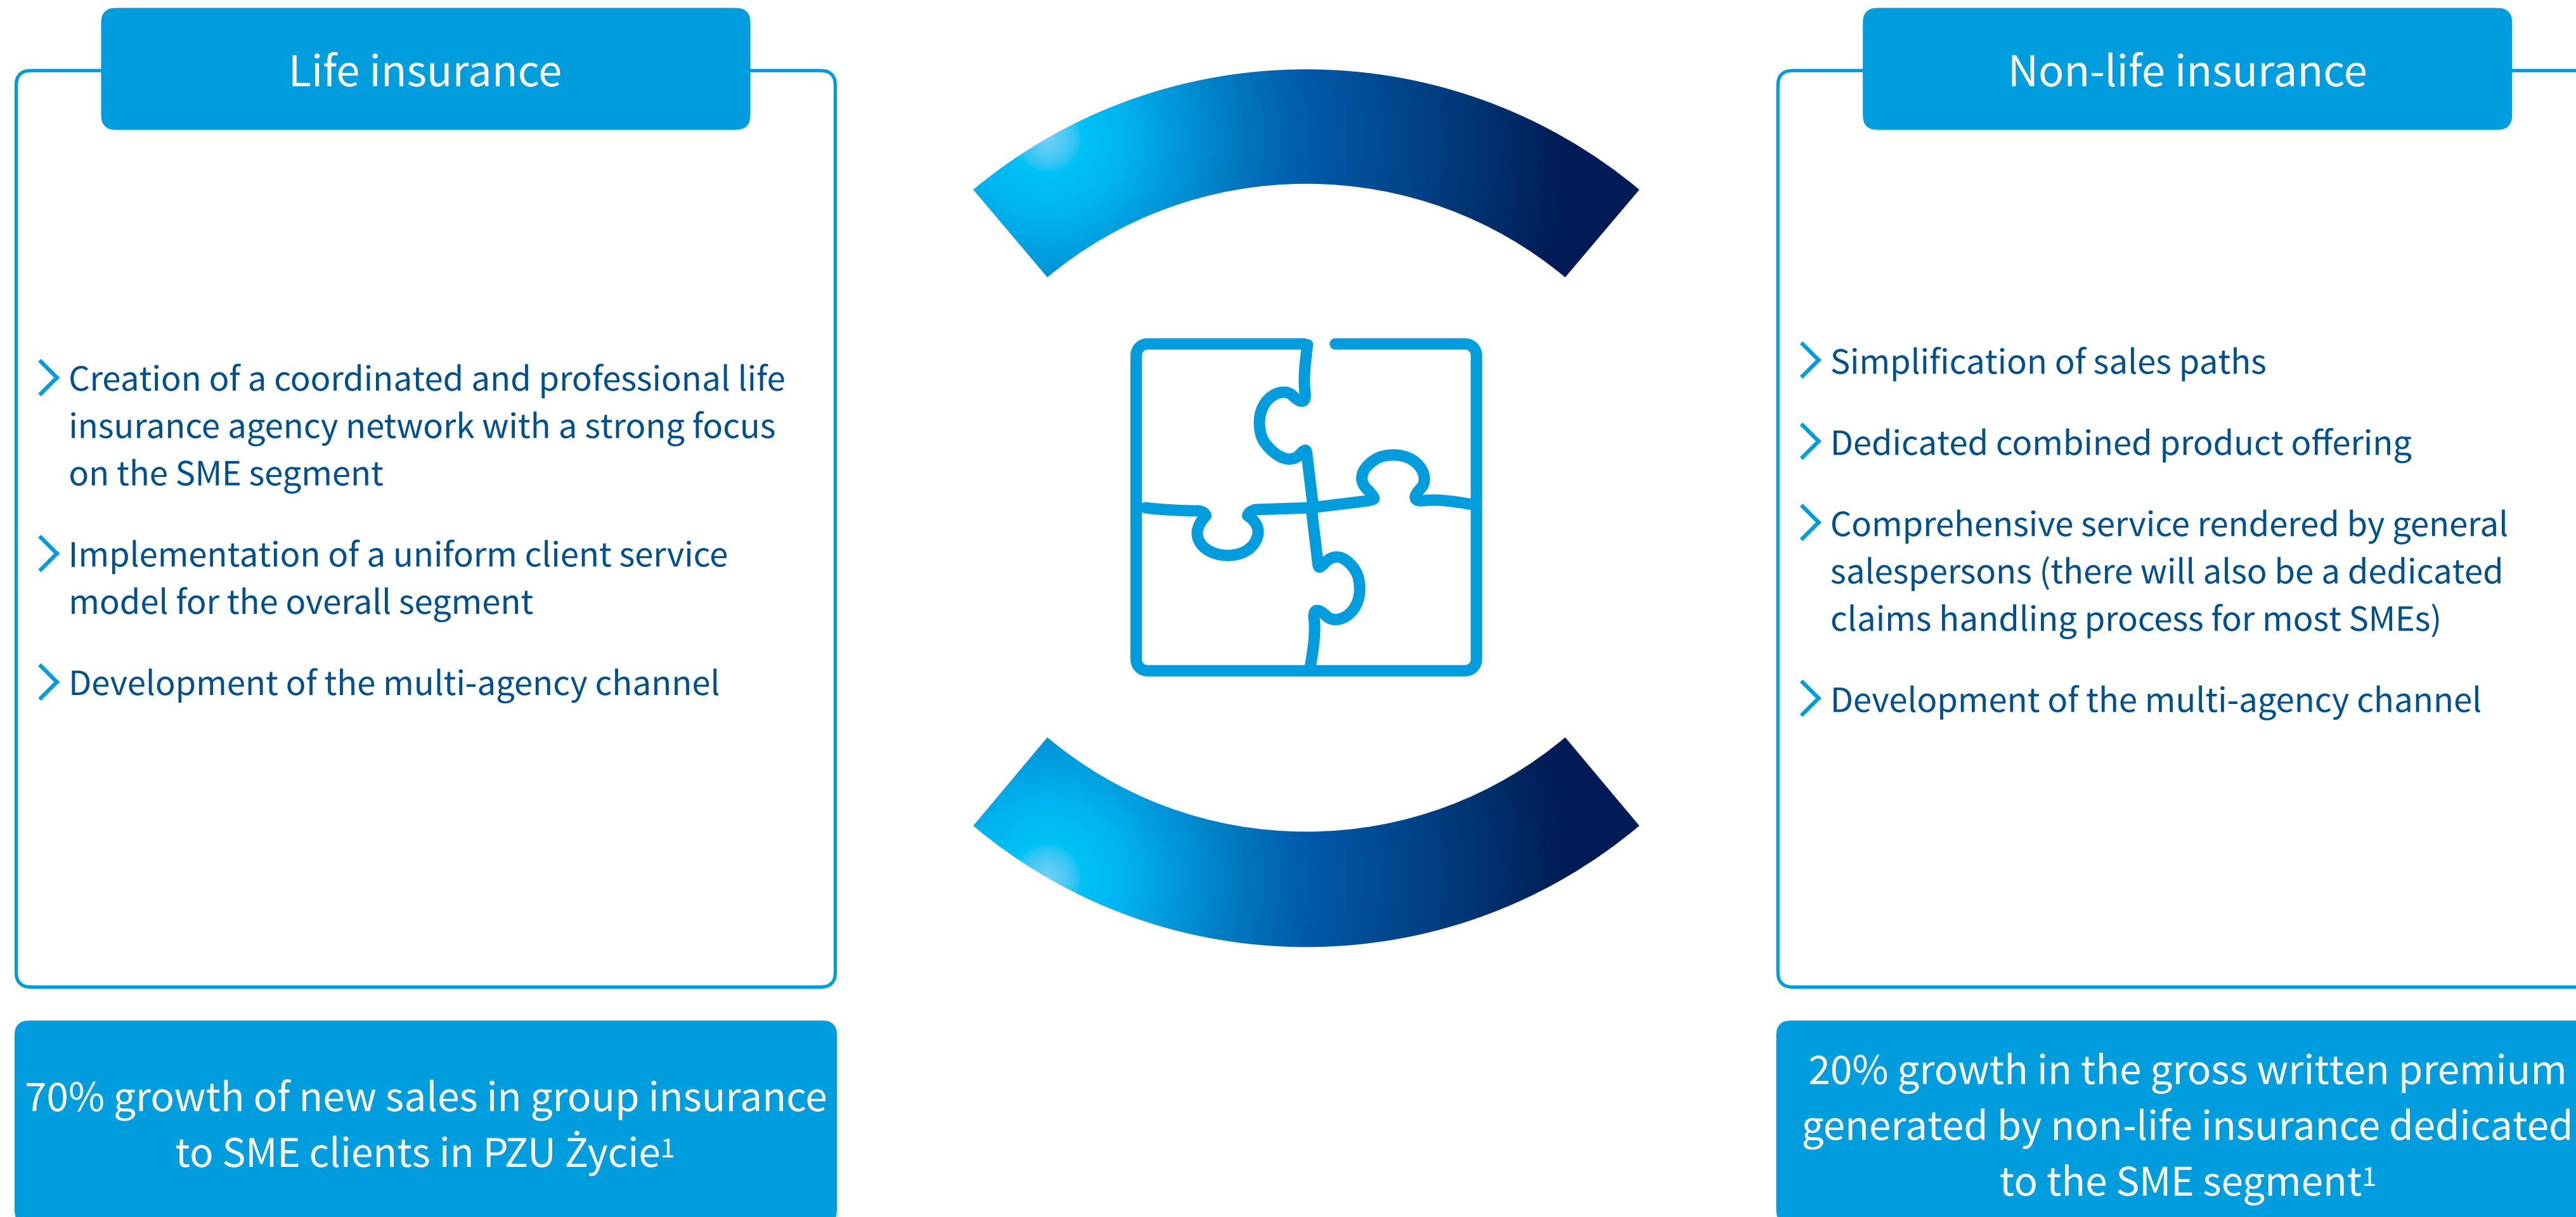 Life insurance
Creation of a coordinated and professional life
insurance agency network with a strong focus
on the SME segment
Implementation of a uniform client service
model for the overall segment
Development of the multi-agency channel
70% growth of new sales in group insurance
to SME clients in PZU Życie¹
Non-life insurance
Simplification of sales paths
Dedicated combined product offering
Comprehensive service rendered by general
salespersons (there will also be a dedicated
claims handling process for most SMEs)
Development of the multi-agency channel
20% growth in the gross written premium
generated by non-life insurance dedicated
to the SME segment¹